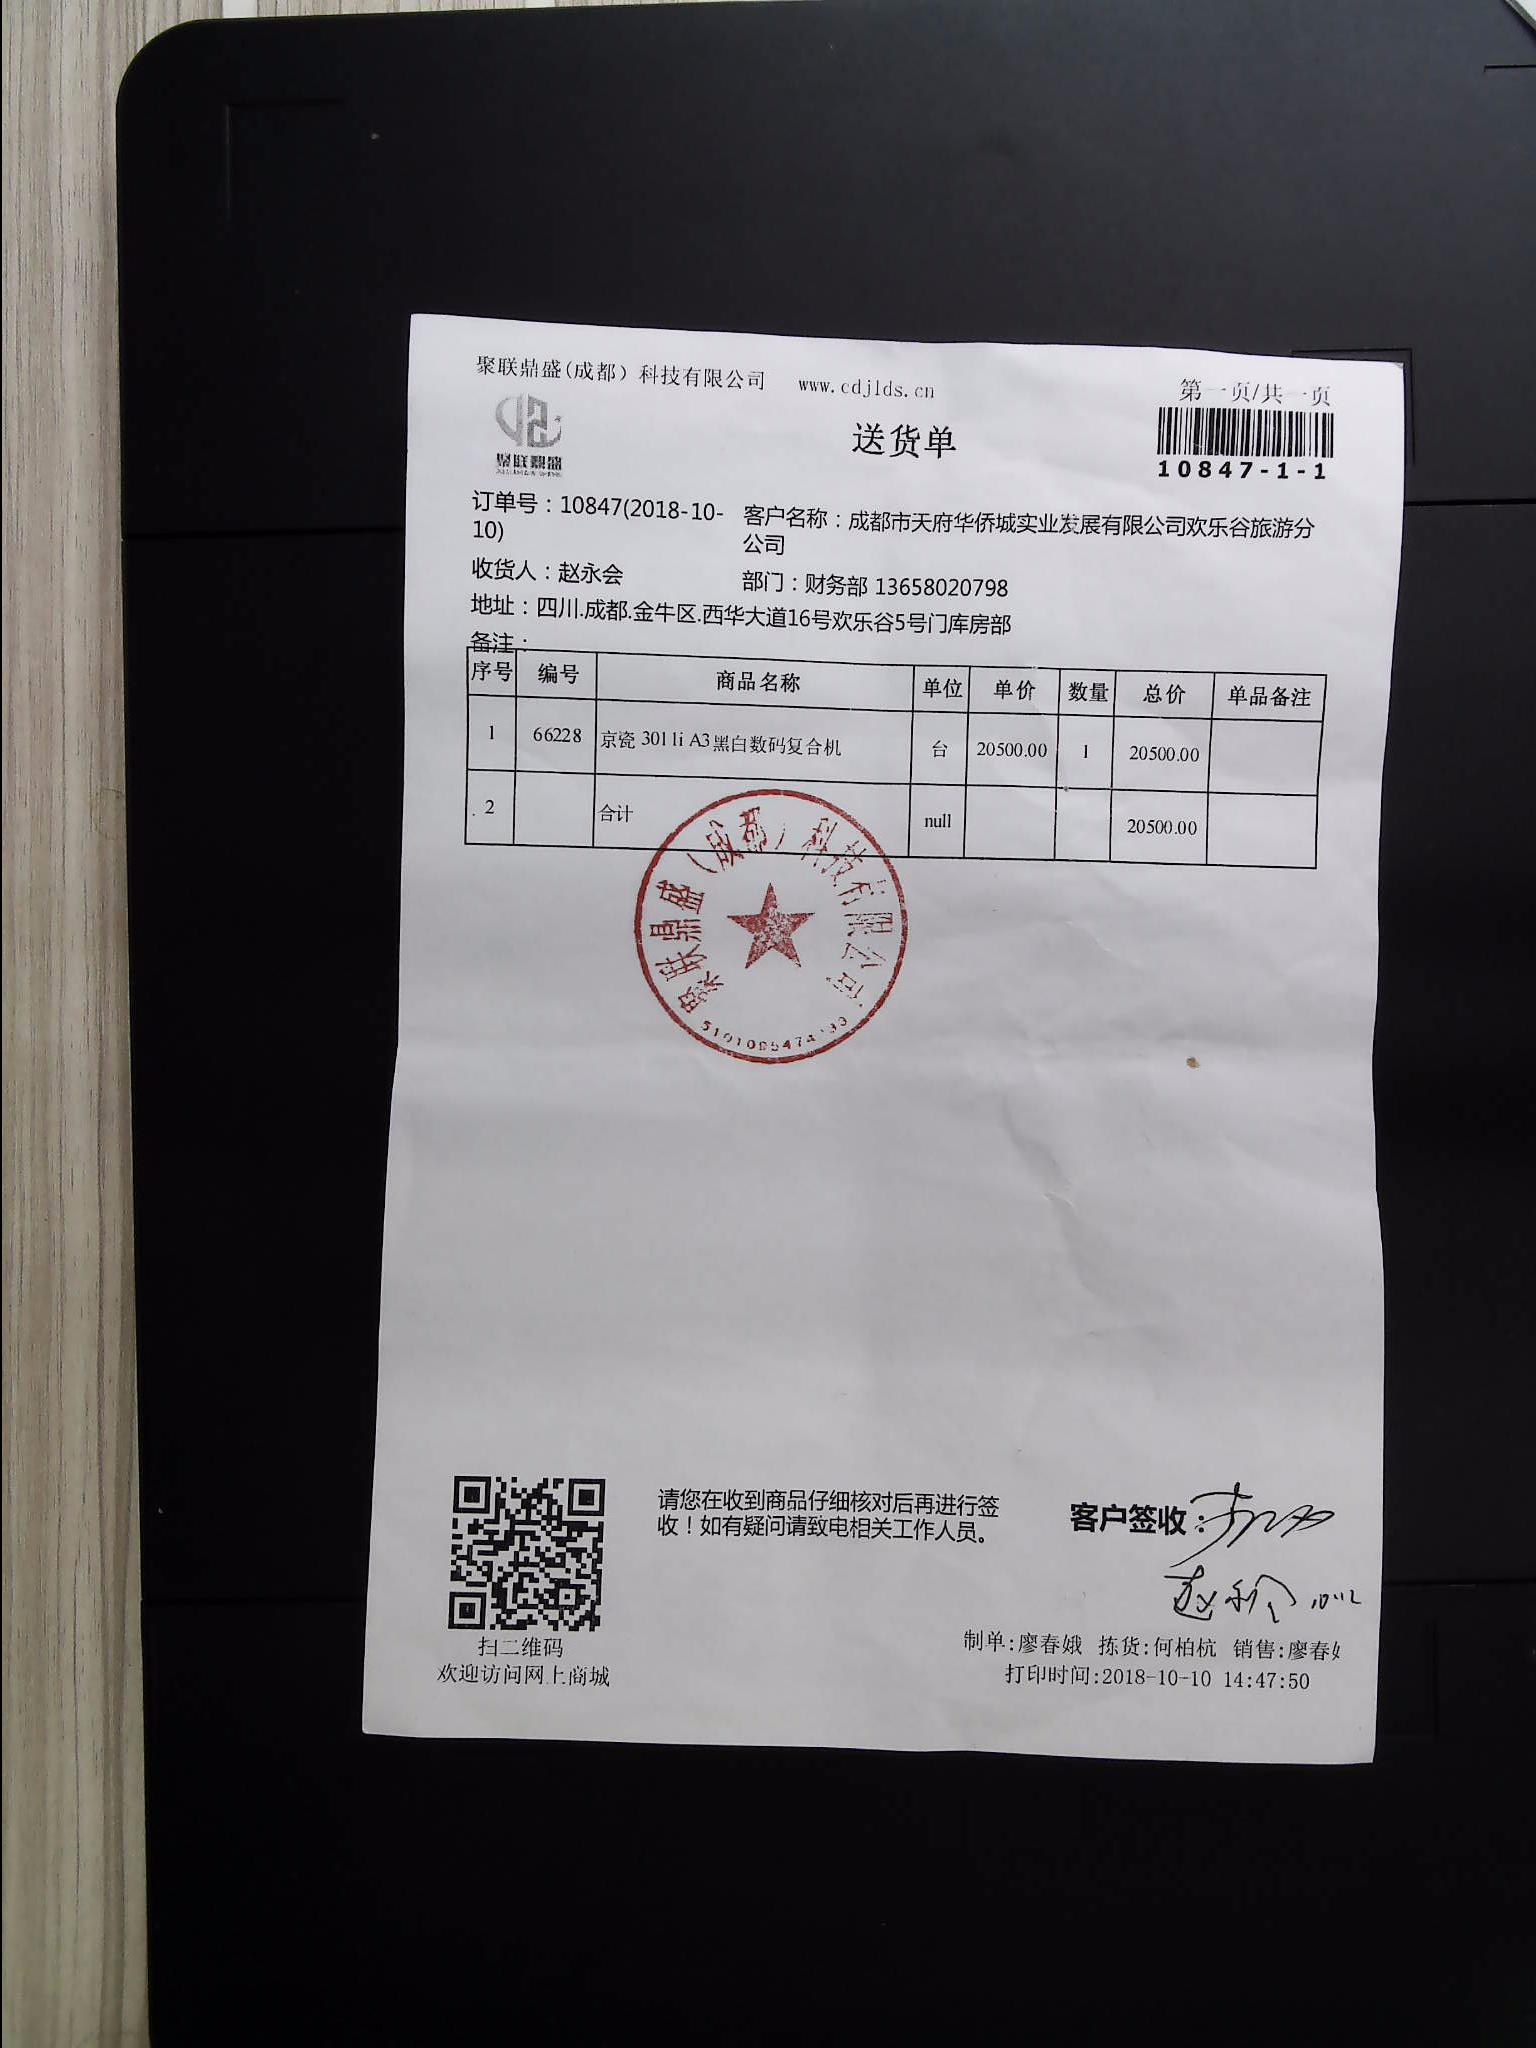 聚联鼎盛(成都）科技有限公司 www.cdjlds.cn
第一页/共一页
聚联鼎盛
送货单
10847-1-1
订单号：10847(2018-10-10)
客户名称：成都市天府华侨城实业发展有限公司欢乐谷旅游分
公司
收货人：赵永会 部门：财务部 13658020798
地址：四川.成都.金牛区.西华大道16号欢乐谷5号门库房部
备注：
序号 编号 商品名称 单位 单价 数量 总价 单品备注
1 66228 京瓷 3011i A3黑白数码复合机 台 20500.00 1 20500.00
2 合计 null 20500.00
聚联鼎盛（成都）科技有限公司
请您在收到商品仔细核对后再进行签
收！如有疑问请致电相关工作人员。
客户签收：
赵永会
扫二维码
欢迎访问网上商城
制单:廖春娥 拣货:何柏杭 销售:廖春
打印时间:2018-10-10 14:47:50